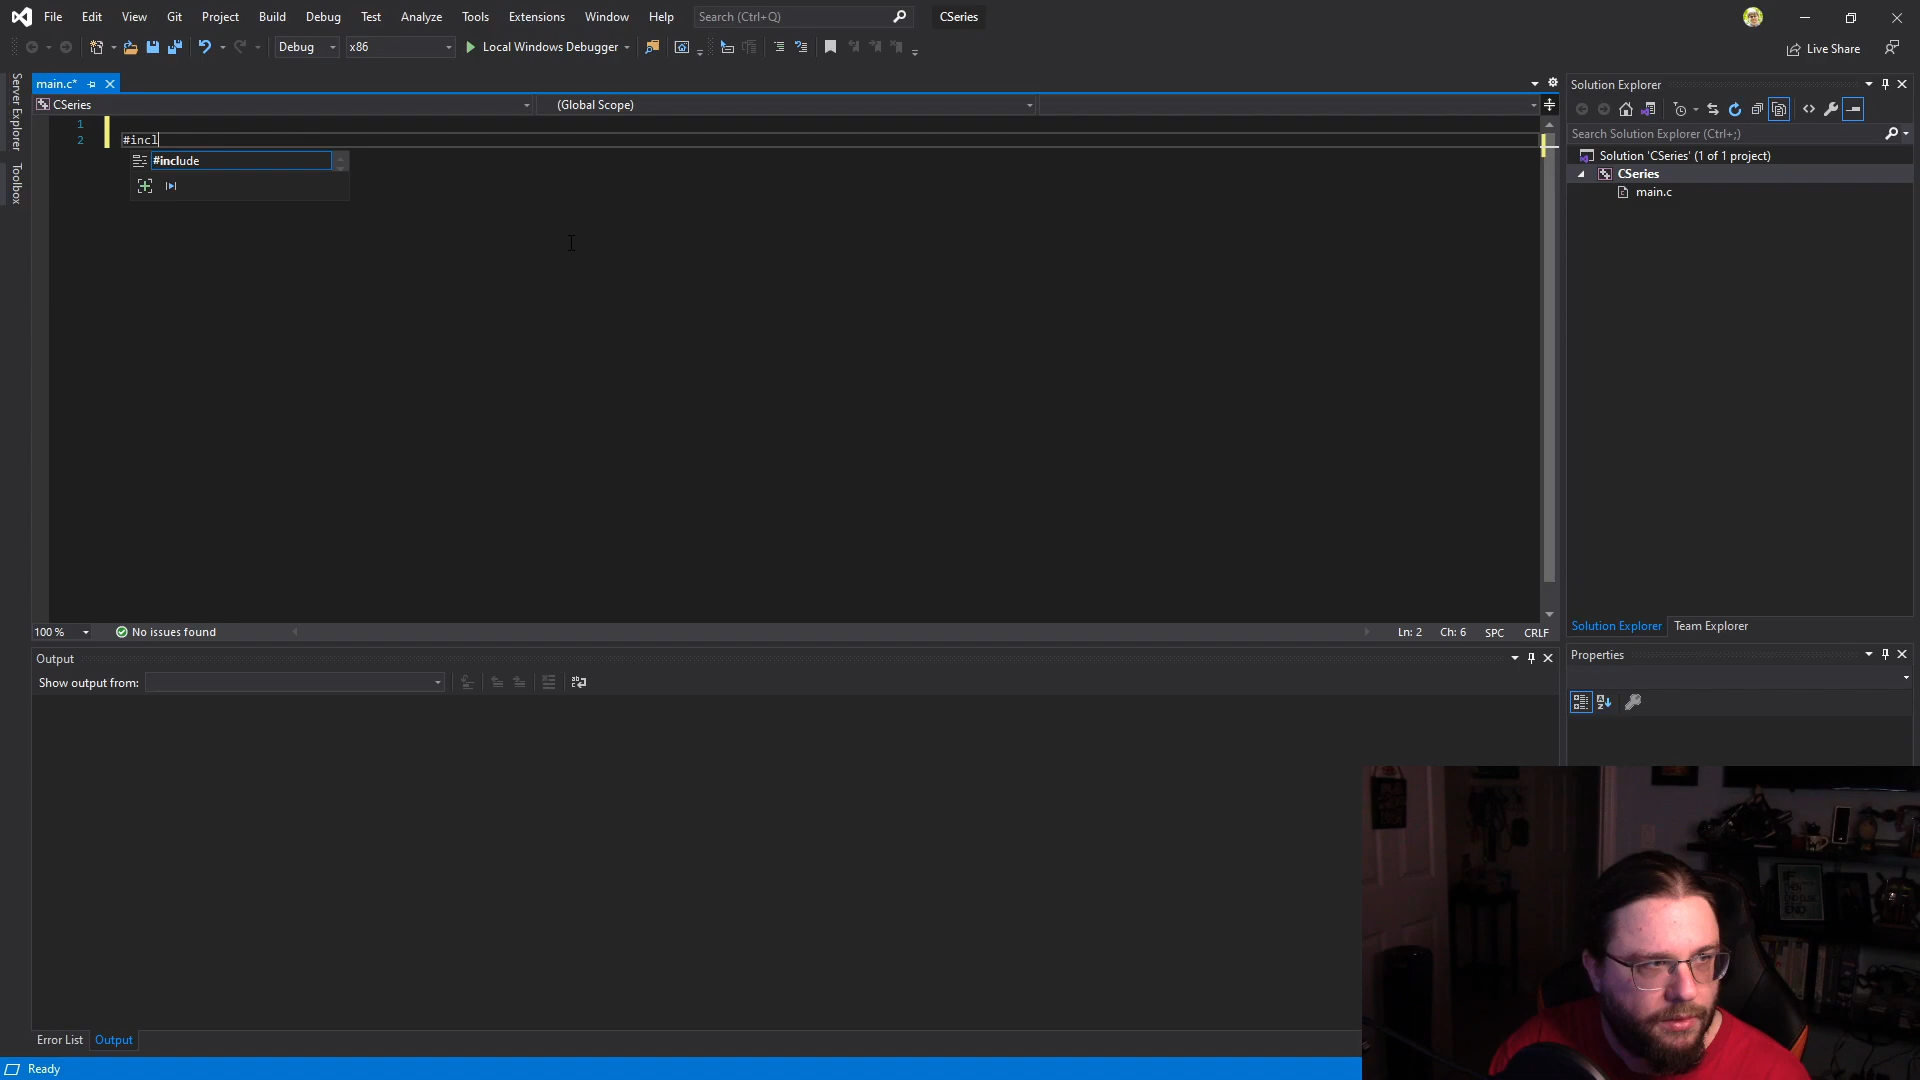 File Edit View Git Project Build Debug Test Analyze Tools Extensions Window Help Search (Ctrl+Q) CSeries
Debug x86 Local Windows Debugger Live Share
Server Explorer
Toolbox
main.c*
CSeries (Global Scope)
1
2 #incl
#include
100 % No issues found Ln: 2 Ch: 6 SPC CRLF
Output
Show output from:
Error List Output
Ready
Solution Explorer
Search Solution Explorer (Ctrl+;)
Solution 'CSeries' (1 of 1 project)
CSeries
main.c
Solution Explorer Team Explorer
Properties